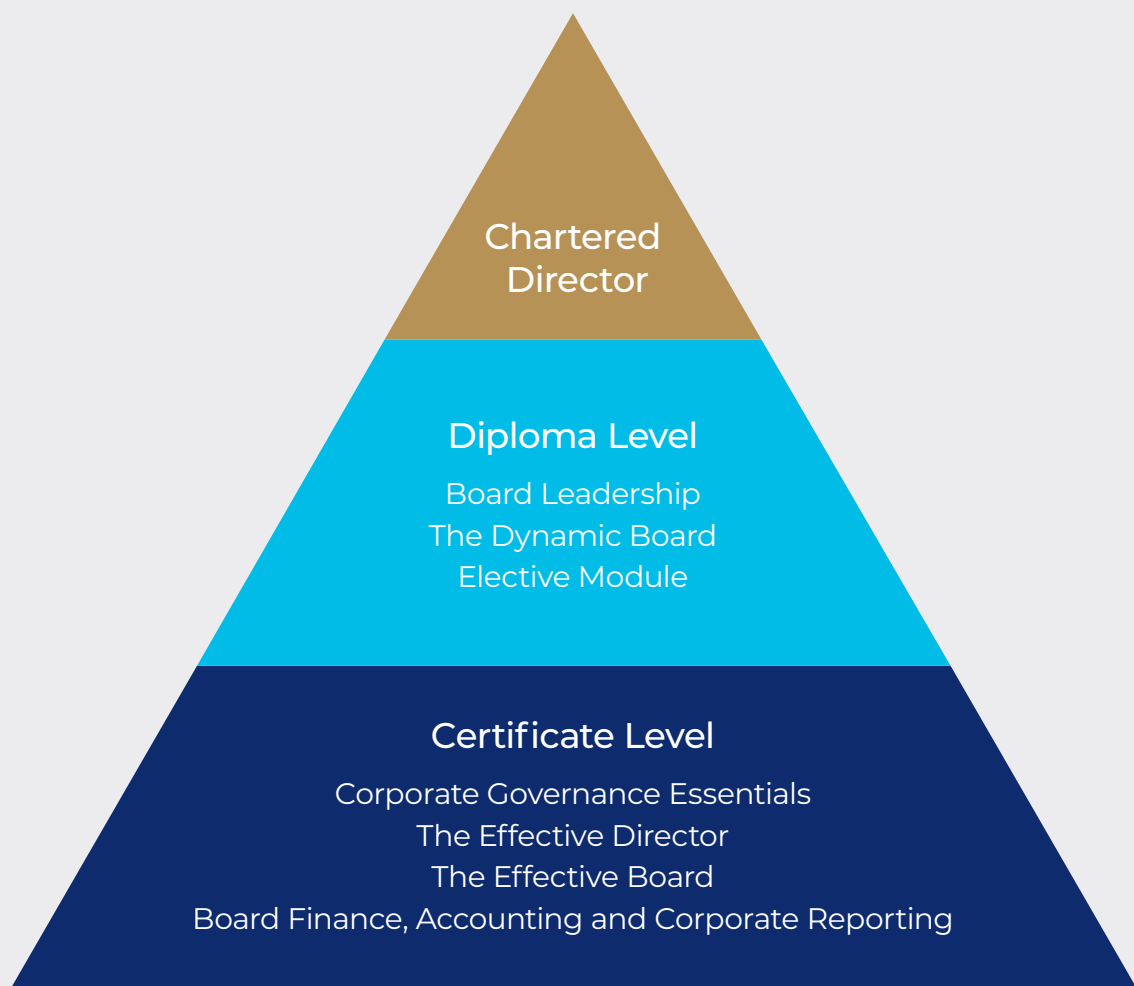 Chartered
Director
Diploma Level
Board Leadership
The Dynamic Board
Elective Module
Certificate Level
Corporate Governance Essentials
The Effective Director
The Effective Board
Board Finance, Accounting and Corporate Reporting